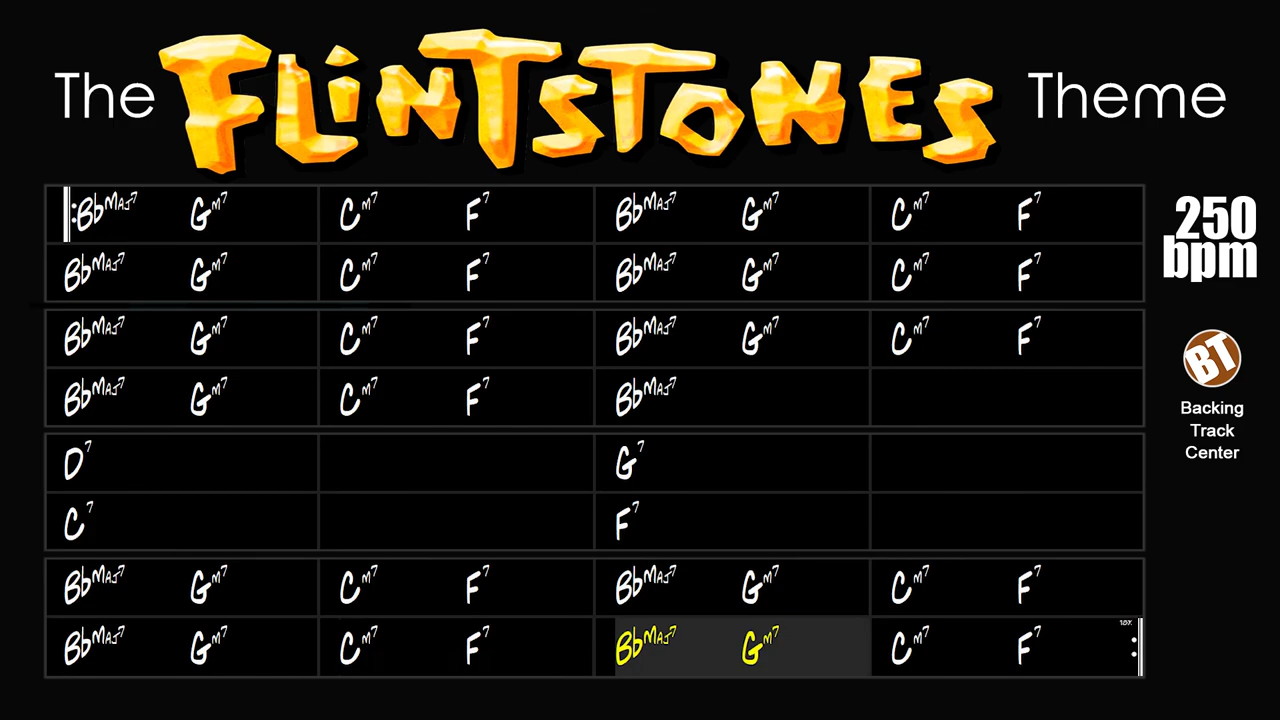 The FLiNTSTONES Theme
𝄆 BbMAJ7 Gm7 Cm7 F7 BbMAJ7 Gm7 Cm7 F7
250
bpm
BbMAJ7 Gm7 Cm7 F7 BbMAJ7 Gm7 Cm7 F7
BbMAJ7 Gm7 Cm7 F7 BbMAJ7 Gm7 Cm7 F7
BT
BbMAJ7 Gm7 Cm7 F7 BbMAJ7
Backing
Track
Center
D7 G7
C7 F7
BbMAJ7 Gm7 Cm7 F7 BbMAJ7 Gm7 Cm7 F7
BbMAJ7 Gm7 Cm7 F7 BbMAJ7 Gm7 Cm7 F7 𝄇